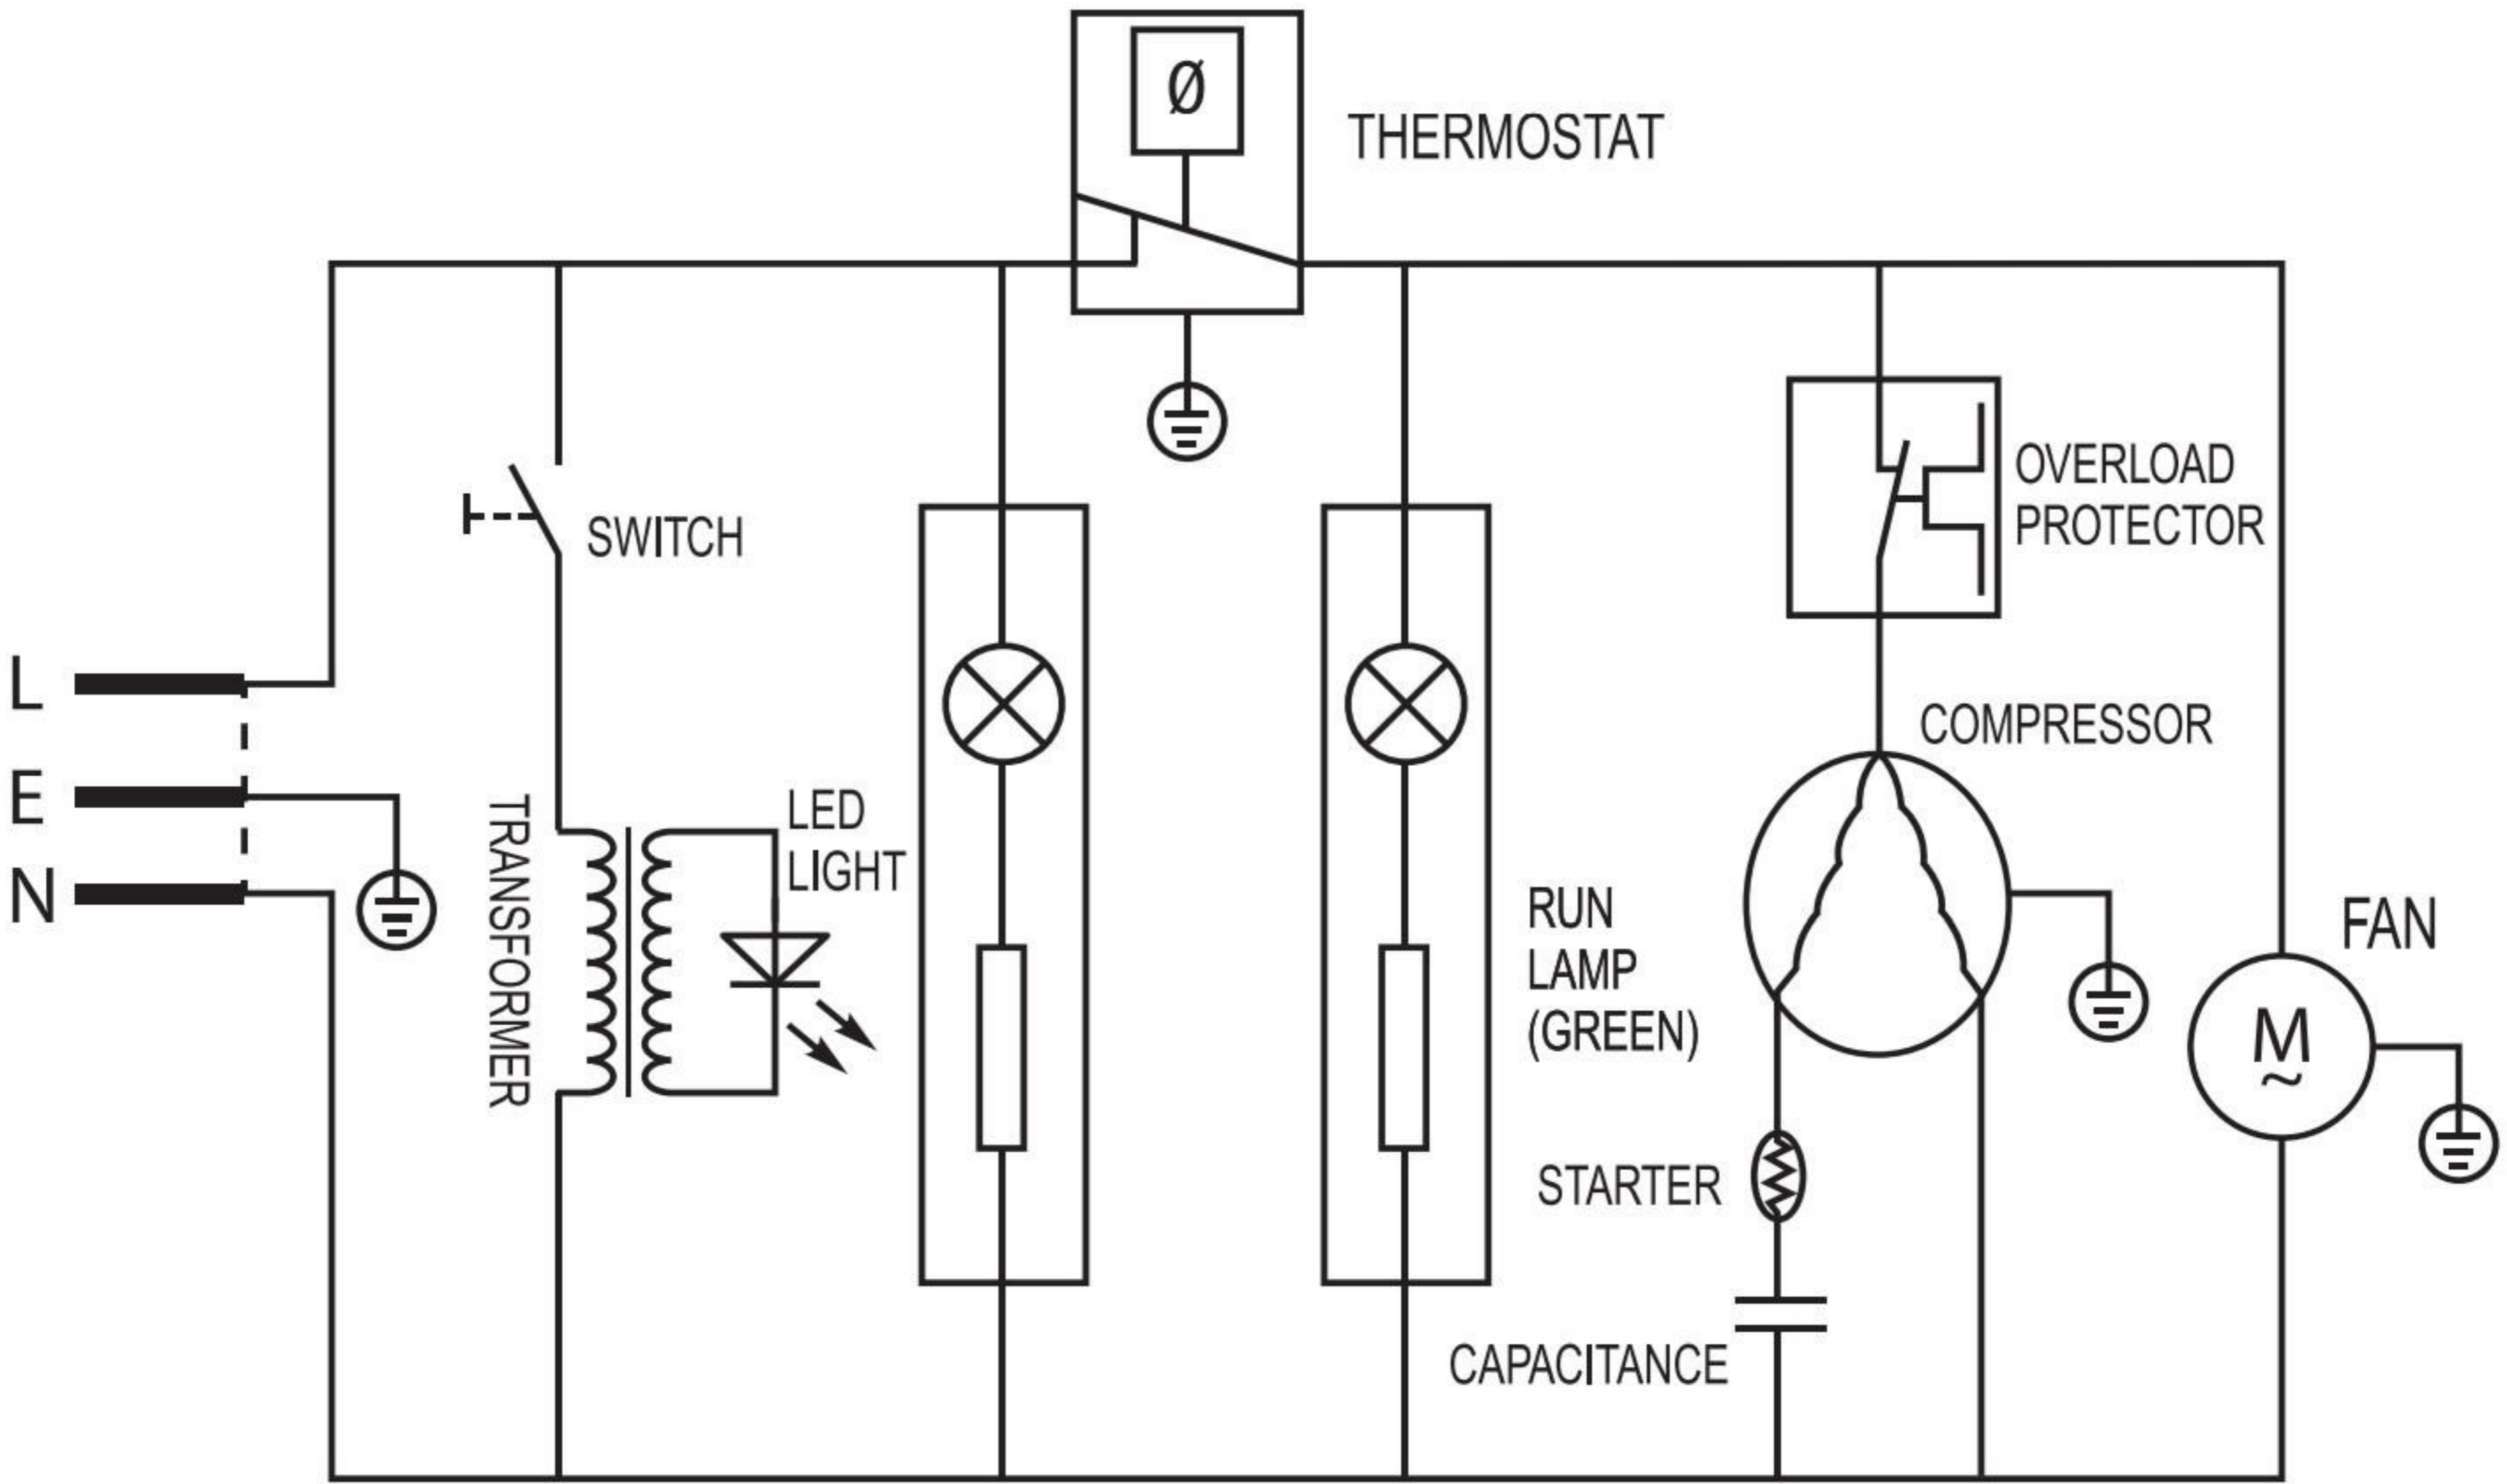 Ø
THERMOSTAT
OVERLOAD
PROTECTOR
SWITCH
L
E
N
COMPRESSOR
TRANSFORMER
LED
LIGHT
RUN
LAMP
(GREEN)
FAN
M
~
STARTER
CAPACITANCE